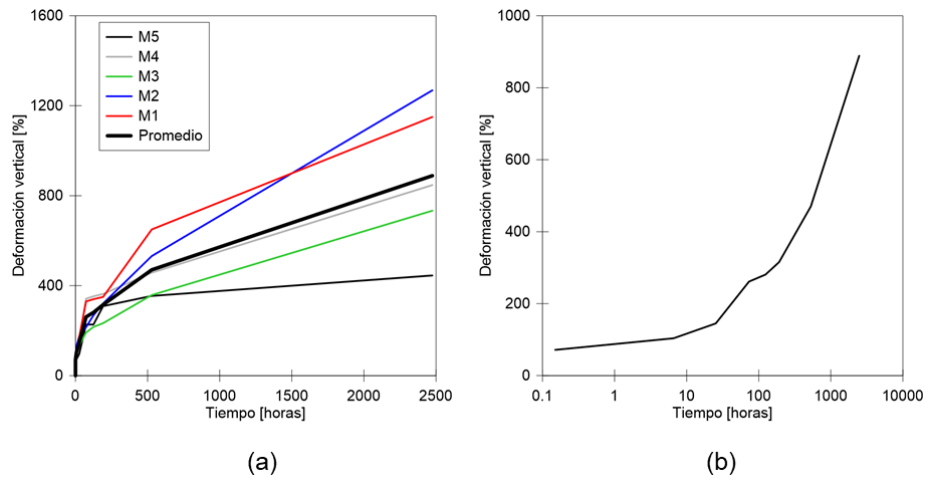 1600
1200
800
400
0
Deformación vertical [%]
M5
M4
M3
M2
M1
Promedio
0
500
1000
1500
2000
2500
Tiempo [horas]
(a)
1000
800
600
400
200
0
Deformación vertical [%]
0.1
1
10
100
1000
10000
Tiempo [horas]
(b)